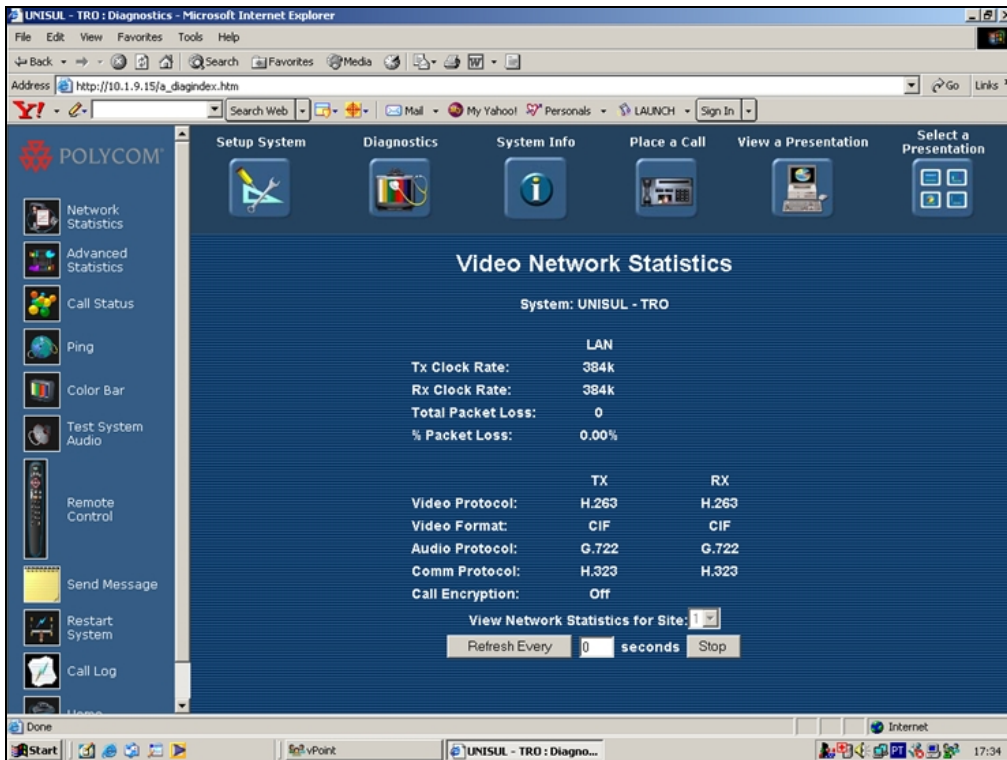 UNISUL - TRO : Diagnostics - Microsoft Internet Explorer
File Edit View Favorites Tools Help
Back Search Favorites Media
Address http://10.1.9.15/a_diagindex.htm Go Links
Y! Search Web Mail My Yahoo! Personals LAUNCH Sign In
POLYCOM
Setup System Diagnostics System Info Place a Call View a Presentation Select a Presentation
Network Statistics
Advanced Statistics
Call Status
Ping
Color Bar
Test System Audio
Remote Control
Send Message
Restart System
Call Log
Home
Video Network Statistics
System: UNISUL - TRO
LAN
Tx Clock Rate: 384k
Rx Clock Rate: 384k
Total Packet Loss: 0
% Packet Loss: 0.00%
TX RX
Video Protocol: H.263 H.263
Video Format: CIF CIF
Audio Protocol: G.722 G.722
Comm Protocol: H.323 H.323
Call Encryption: Off
View Network Statistics for Site: 1
Refresh Every 0 seconds Stop
Done Internet
Start vPoint UNISUL - TRO : Diagno... PT 17:34